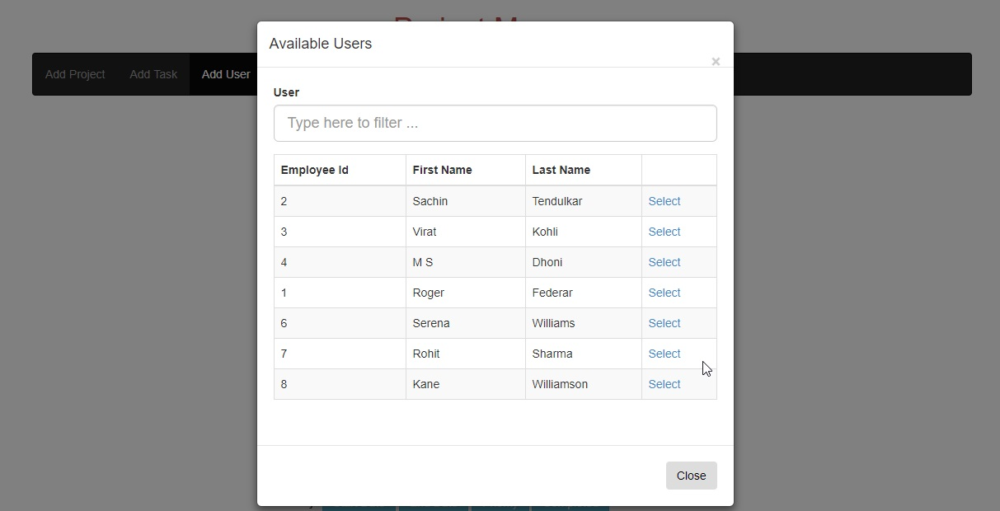 Add Project Add Task Add User
Available Users
×
User
Type here to filter ...
Employee Id First Name Last Name
2 Sachin Tendulkar Select
3 Virat Kohli Select
4 M S Dhoni Select
1 Roger Federar Select
6 Serena Williams Select
7 Rohit Sharma Select
8 Kane Williamson Select
Close